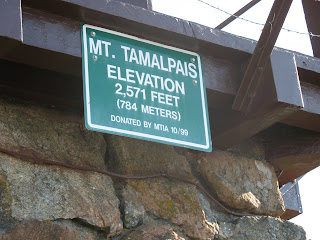 MT. TAMALPAIS
ELEVATION
2,571 FEET
(784 METERS)
DONATED BY MTIA 10/99